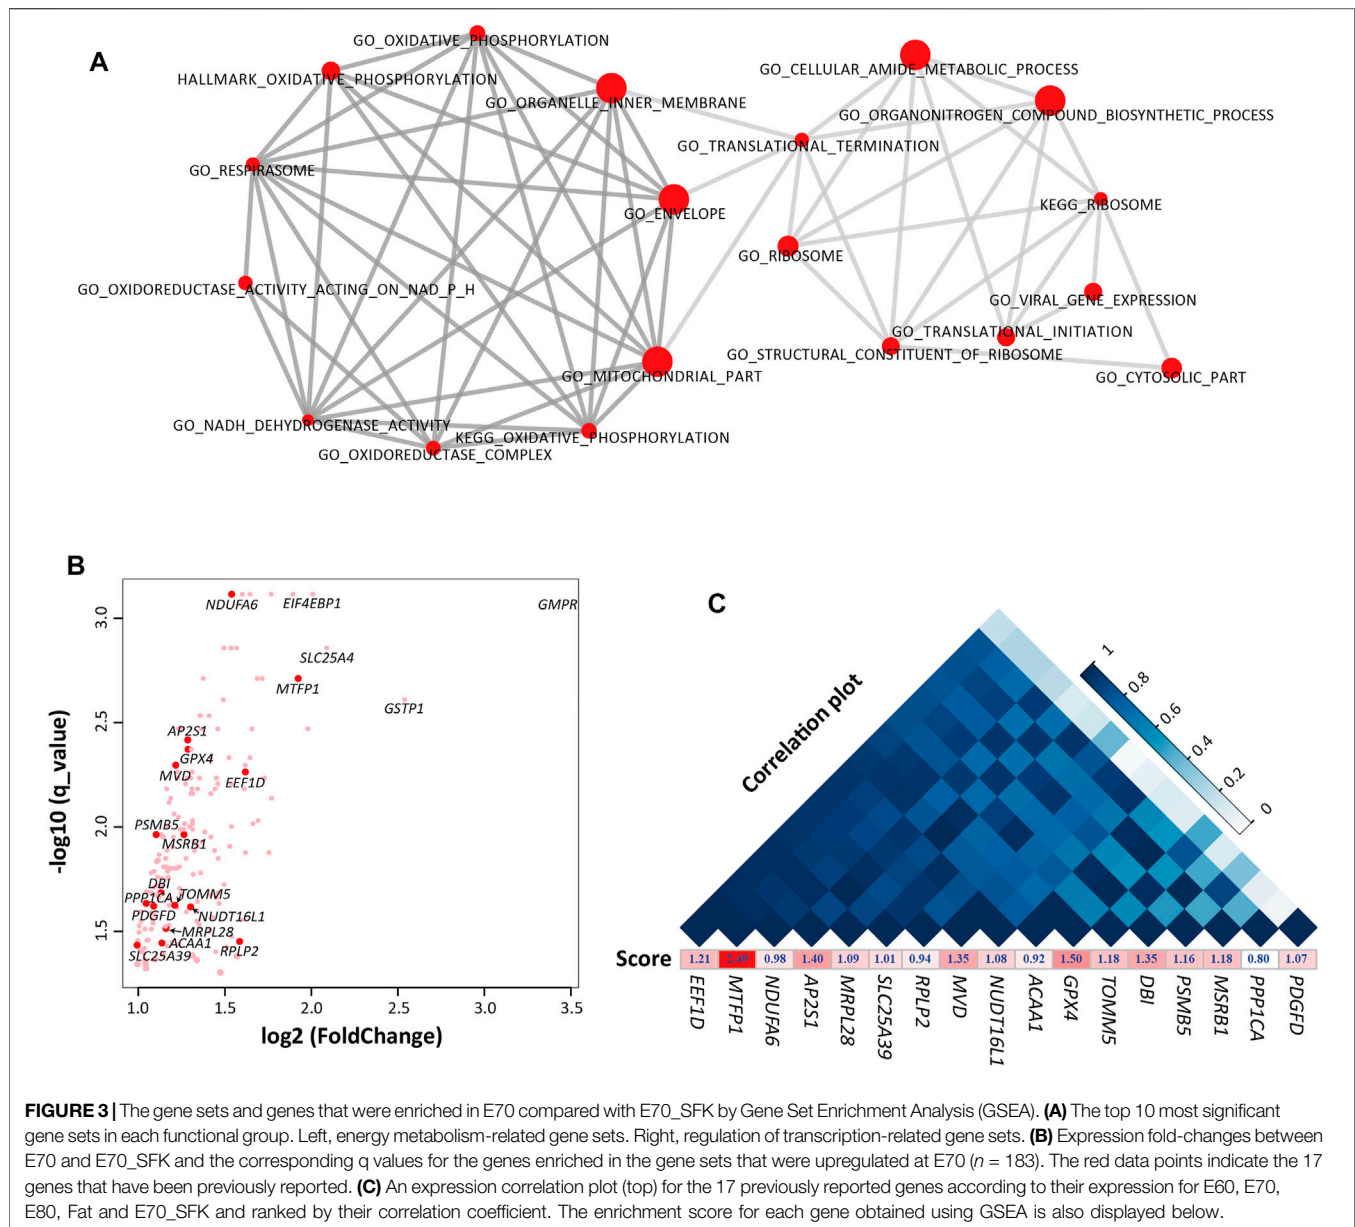 A
GO_OXIDATIVE_PHOSPHORYLATION
HALLMARK_OXIDATIVE_PHOSPHORYLATION
GO_ORGANELLE_INNER_MEMBRANE
GO_RESPIRASOME
GO_ENVELOPE
GO_OXIDOREDUCTASE_ACTIVITY_ACTING_ON_NAD_P_H
GO_MITOCHONDRIAL_PART
GO_NADH_DEHYDROGENASE_ACTIVITY
KEGG_OXIDATIVE_PHOSPHORYLATION
GO_OXIDOREDUCTASE_COMPLEX
GO_CELLULAR_AMIDE_METABOLIC_PROCESS
GO_ORGANONITROGEN_COMPOUND_BIOSYNTHETIC_PROCESS
GO_TRANSLATIONAL_TERMINATION
KEGG_RIBOSOME
GO_RIBOSOME
GO_VIRAL_GENE_EXPRESSION
GO_TRANSLATIONAL_INITIATION
GO_STRUCTURAL_CONSTITUENT_OF_RIBOSOME
GO_CYTOSOLIC_PART
B
-log10 (q_value)
3.0
2.5
2.0
1.5
NDUFA6
EIF4EBP1
GMPR
SLC25A4
MTFP1
GSTP1
AP2S1
GPX4
MVD
EEF1D
PSMB5
MSRB1
DBI
PPP1CA
TOMM5
PDGFD
NUDT16L1
MRPL28
ACAA1
SLC25A39
RPLP2
1.0 1.5 2.0 2.5 3.0 3.5
log2 (FoldChange)
C
Correlation plot
1
0.8
0.6
0.4
0.2
0
Score 1.21 2.49 0.98 1.40 1.09 1.01 0.94 1.35 1.08 0.92 1.50 1.18 1.35 1.16 1.18 0.80 1.07
EEF1D MTFP1 NDUFA6 AP2S1 MRPL28 SLC25A39 RPLP2 MVD NUDT16L1 ACAA1 GPX4 TOMM5 DBI PSMB5 MSRB1 PPP1CA PDGFD
FIGURE 3 | The gene sets and genes that were enriched in E70 compared with E70_SFK by Gene Set Enrichment Analysis (GSEA). (A) The top 10 most significant
gene sets in each functional group. Left, energy metabolism-related gene sets. Right, regulation of transcription-related gene sets. (B) Expression fold-changes between
E70 and E70_SFK and the corresponding q values for the genes enriched in the gene sets that were upregulated at E70 (n = 183). The red data points indicate the 17
genes that have been previously reported. (C) An expression correlation plot (top) for the 17 previously reported genes according to their expression for E60, E70,
E80, Fat and E70_SFK and ranked by their correlation coefficient. The enrichment score for each gene obtained using GSEA is also displayed below.